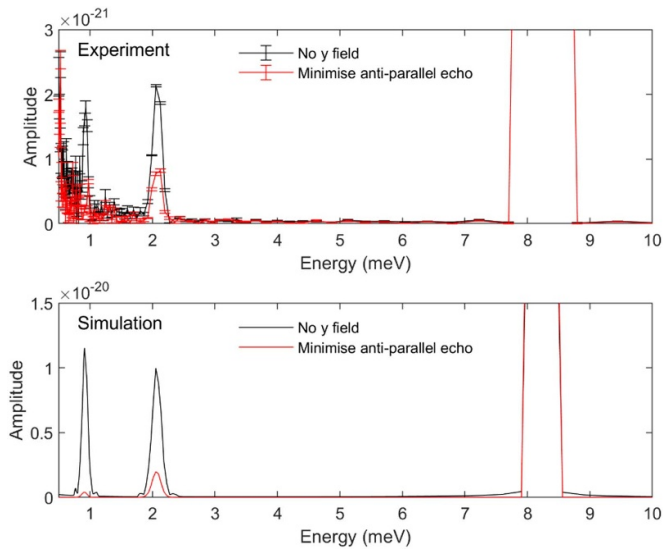 ×10⁻²¹
3
Experiment
No y field
Minimise anti-parallel echo
2
Amplitude
1
0
1 2 3 4 5 6 7 8 9 10
Energy (meV)
×10⁻²⁰
1.5
Simulation
No y field
Minimise anti-parallel echo
1
Amplitude
0.5
0
1 2 3 4 5 6 7 8 9 10
Energy (meV)